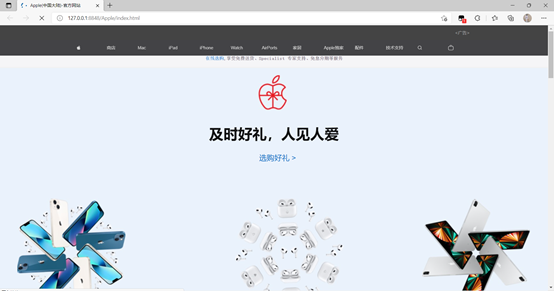 Apple(中国大陆)-官方网站
127.0.0.1:8848/Apple/index.html
<广告>
商店 Mac iPad iPhone Watch AirPods 家居 Apple独家 配件 技术支持
在线选购,享受免费送货、Specialist 专家支持、恢复分期等服务
及时好礼，人见人爱
选购好礼 >